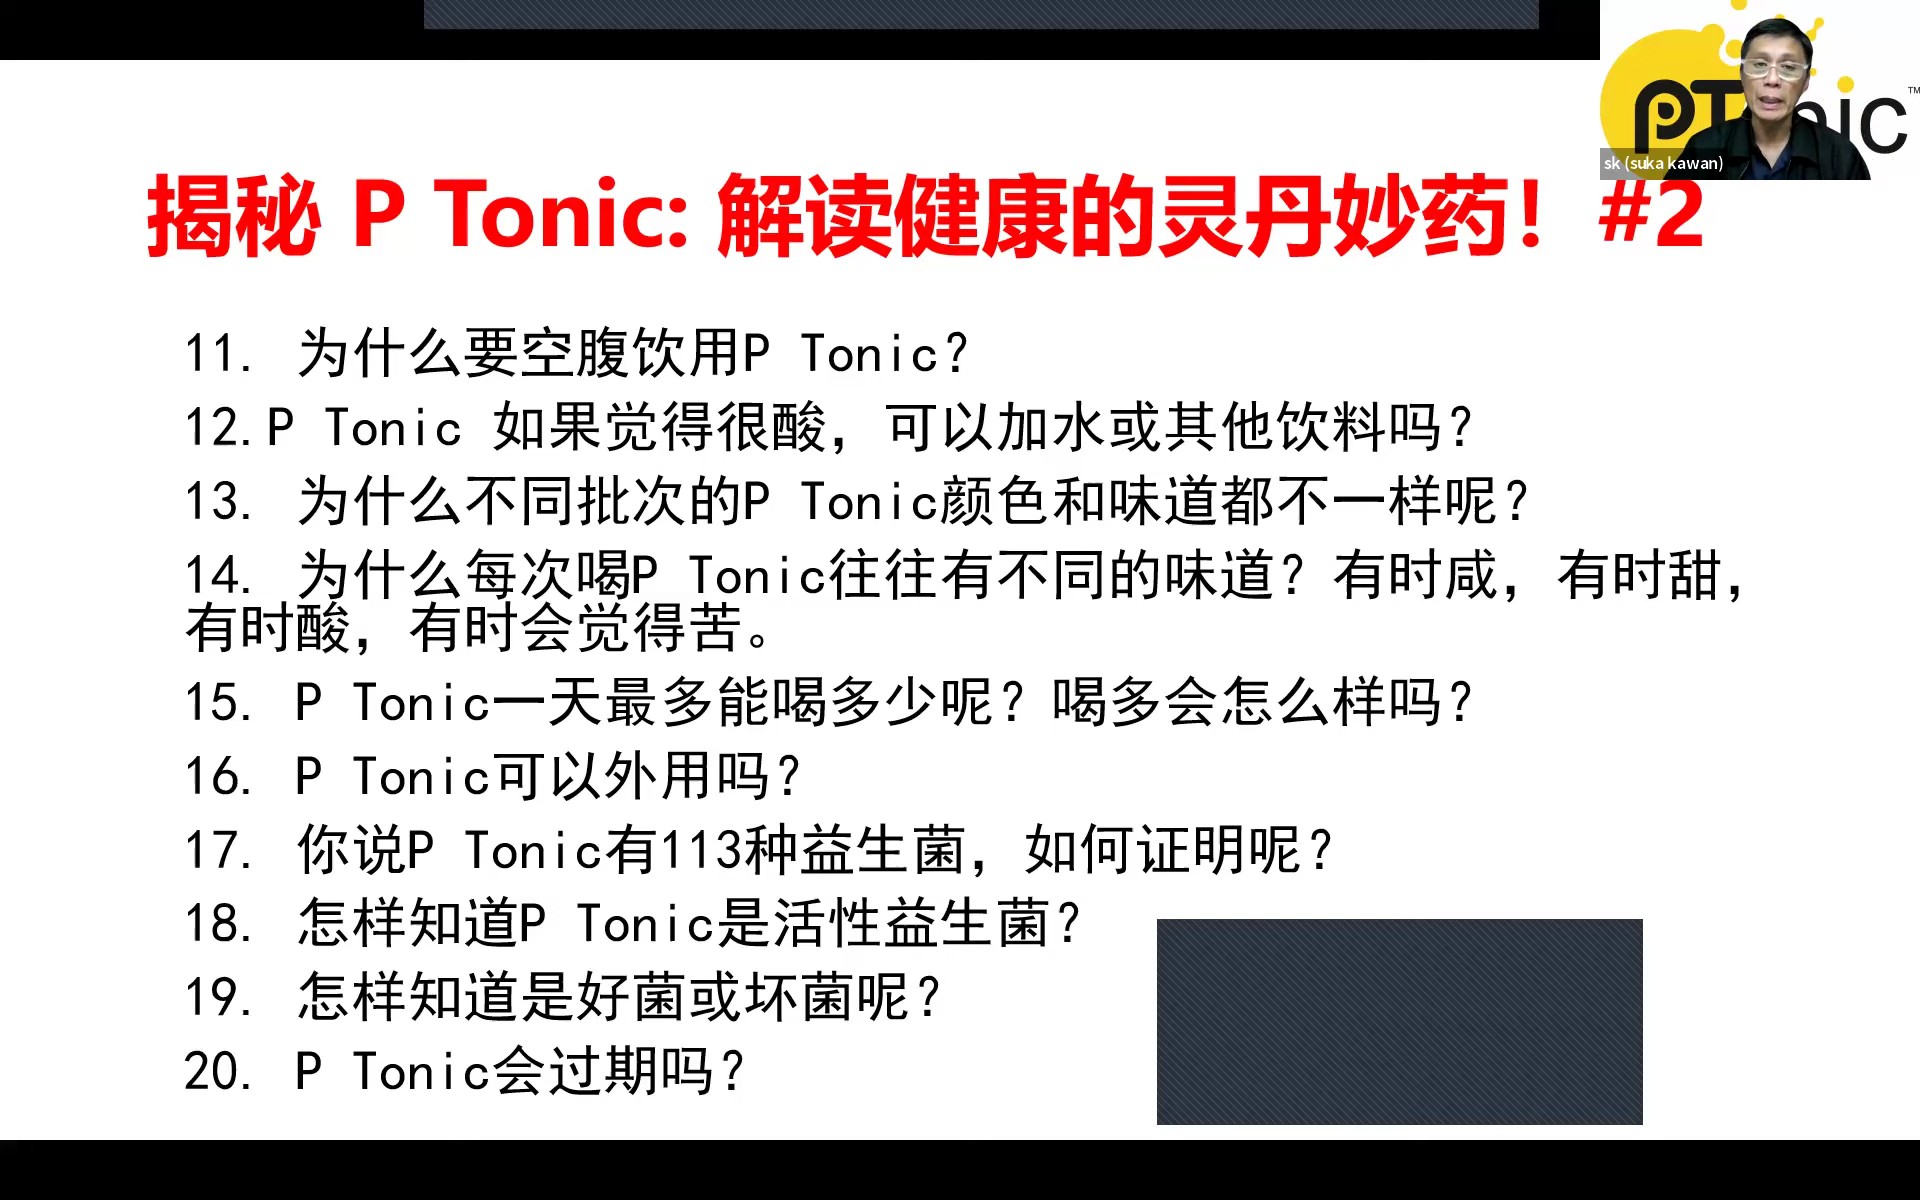 揭秘 P Tonic: 解读健康的灵丹妙药！ #2
sk (suka kawan)
TM
11. 为什么要空腹饮用P Tonic?
12.P Tonic 如果觉得很酸，可以加水或其他饮料吗?
13. 为什么不同批次的P Tonic颜色和味道都不一样呢?
14. 为什么每次喝P Tonic往往有不同的味道? 有时咸，有时甜，
有时酸，有时会觉得苦。
15. P Tonic一天最多能喝多少呢? 喝多会怎么样吗?
16. P Tonic可以外用吗?
17. 你说P Tonic有113种益生菌，如何证明呢?
18. 怎样知道P Tonic是活性益生菌?
19. 怎样知道是好菌或坏菌呢?
20. P Tonic会过期吗?